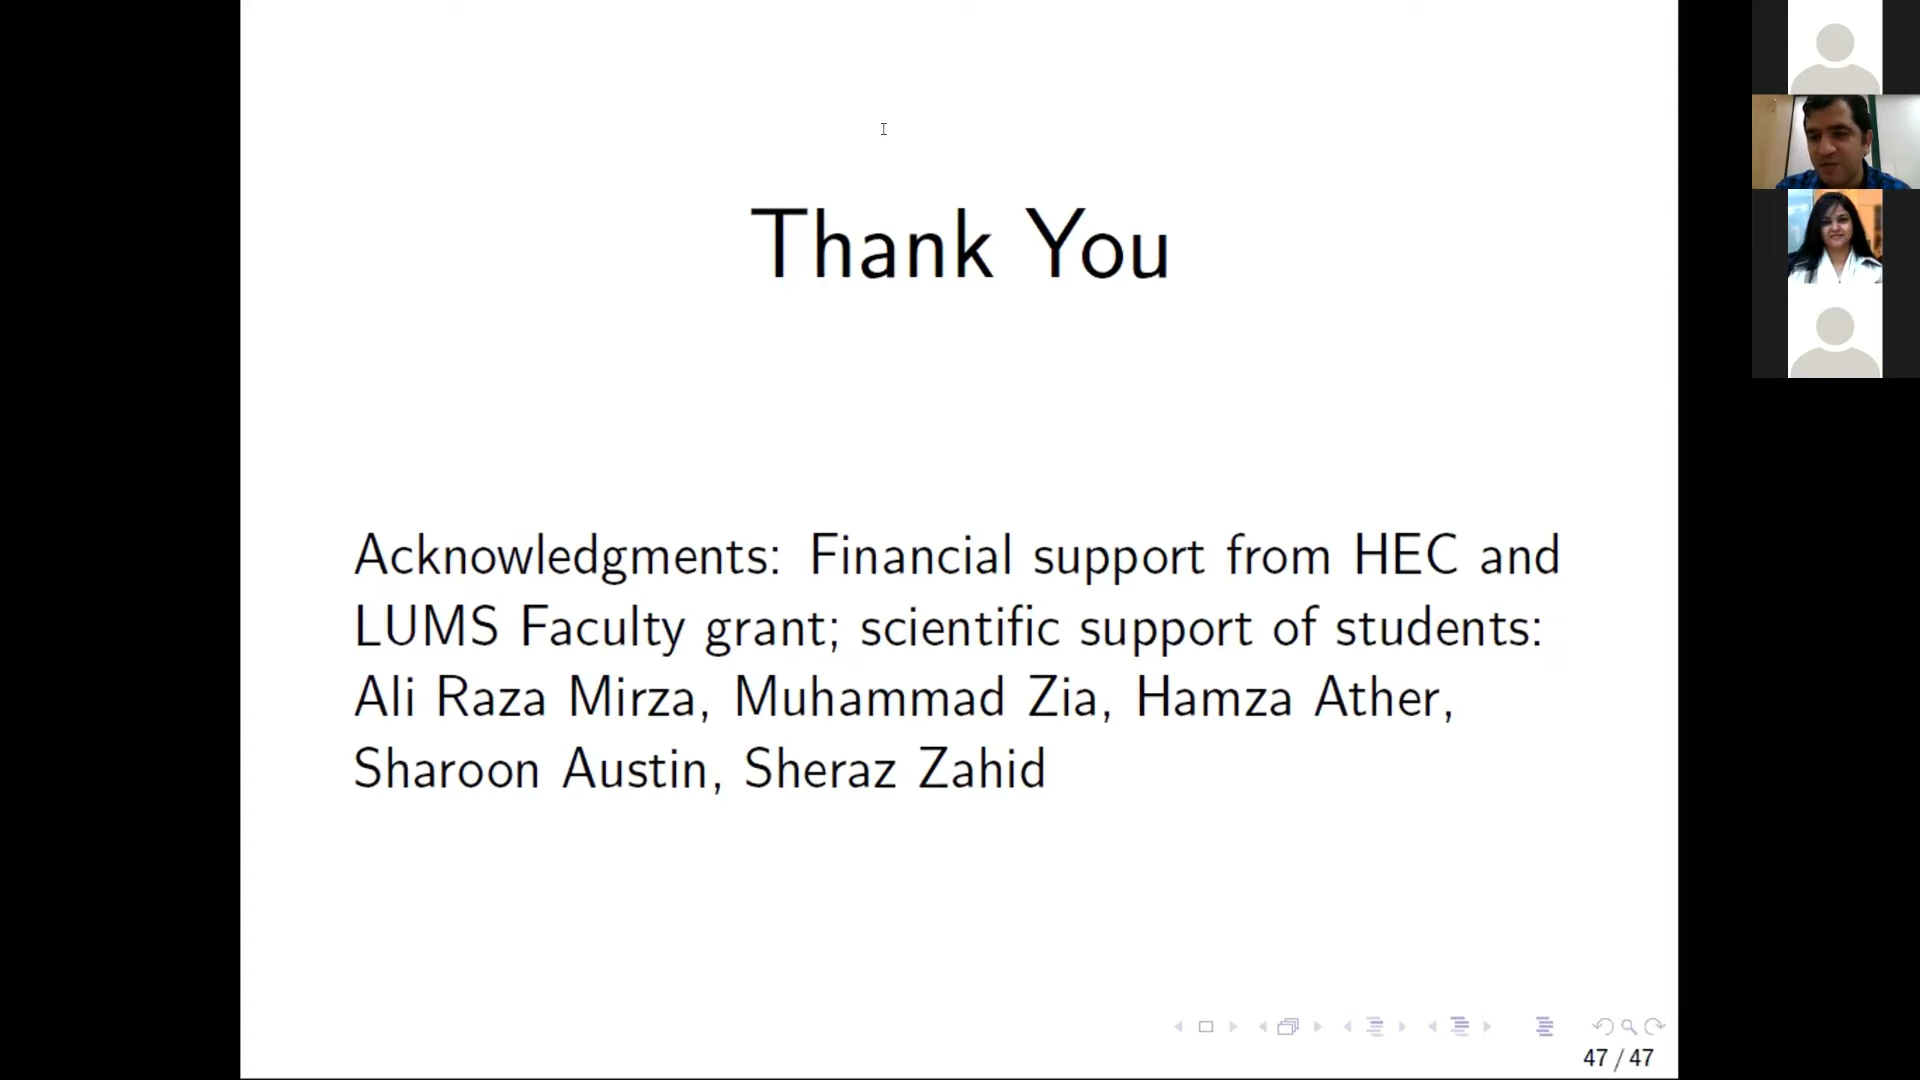 Thank You
Acknowledgments: Financial support from HEC and
LUMS Faculty grant; scientific support of students:
Ali Raza Mirza, Muhammad Zia, Hamza Ather,
Sharoon Austin, Sheraz Zahid
47 / 47